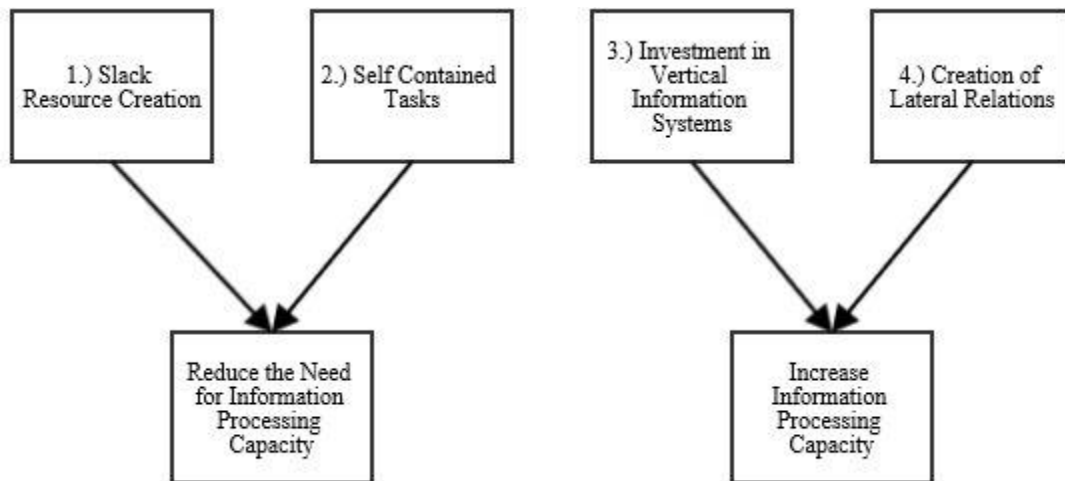 1.) Slack
Resource Creation
2.) Self Contained
Tasks
3.) Investment in
Vertical
Information
Systems
4.) Creation of
Lateral Relations
Reduce the Need
for Information
Processing
Capacity
Increase
Information
Processing
Capacity